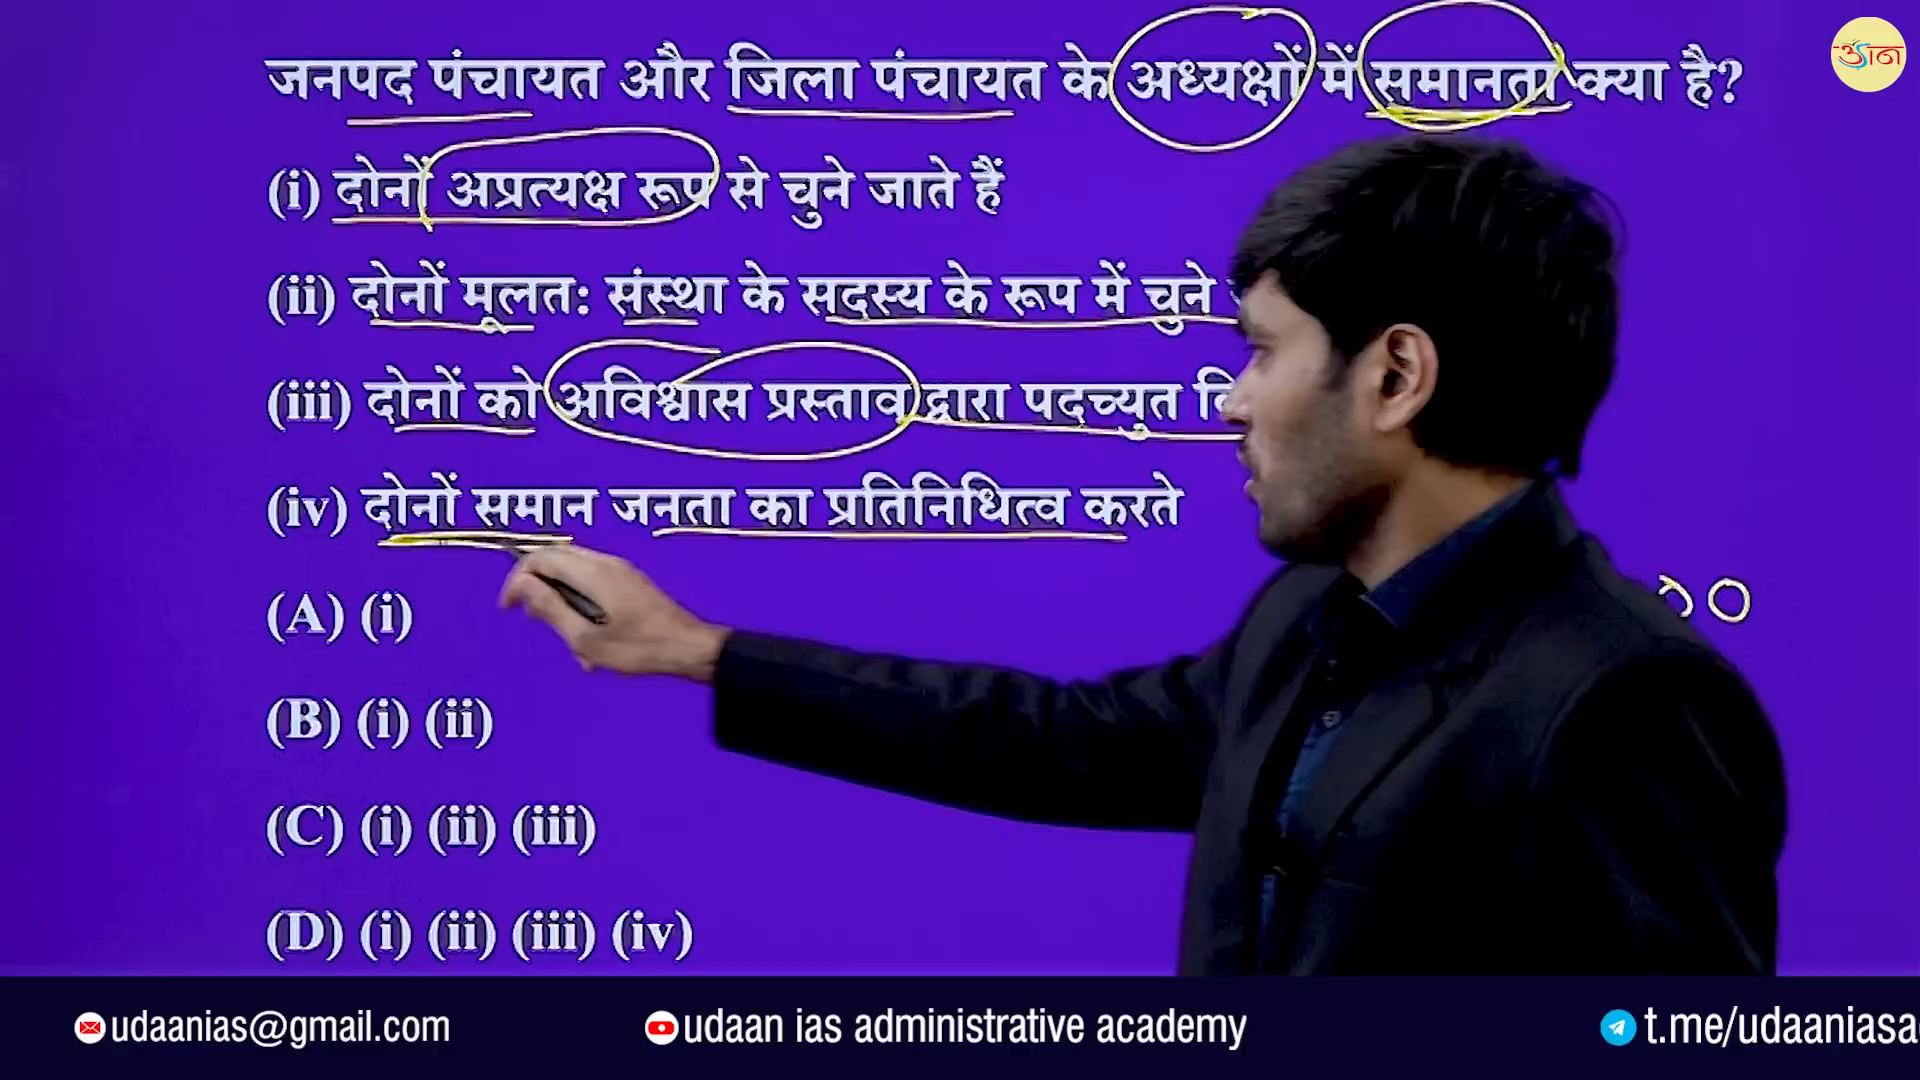 जनपद पंचायत और जिला पंचायत के अध्यक्षों में समानता क्या है?
(i) दोनों अप्रत्यक्ष रूप से चुने जाते हैं
(ii) दोनों मूलत: संस्था के सदस्य के रूप में चुने
(iii) दोनों को अविश्वास प्रस्ताव द्वारा पदच्युत
(iv) दोनों समान जनता का प्रतिनिधित्व करते
(A) (i)
(B) (i) (ii)
(C) (i) (ii) (iii)
(D) (i) (ii) (iii) (iv)
उड़ान
udaanias@gmail.com
udaan ias administrative academy
t.me/udaaniasa